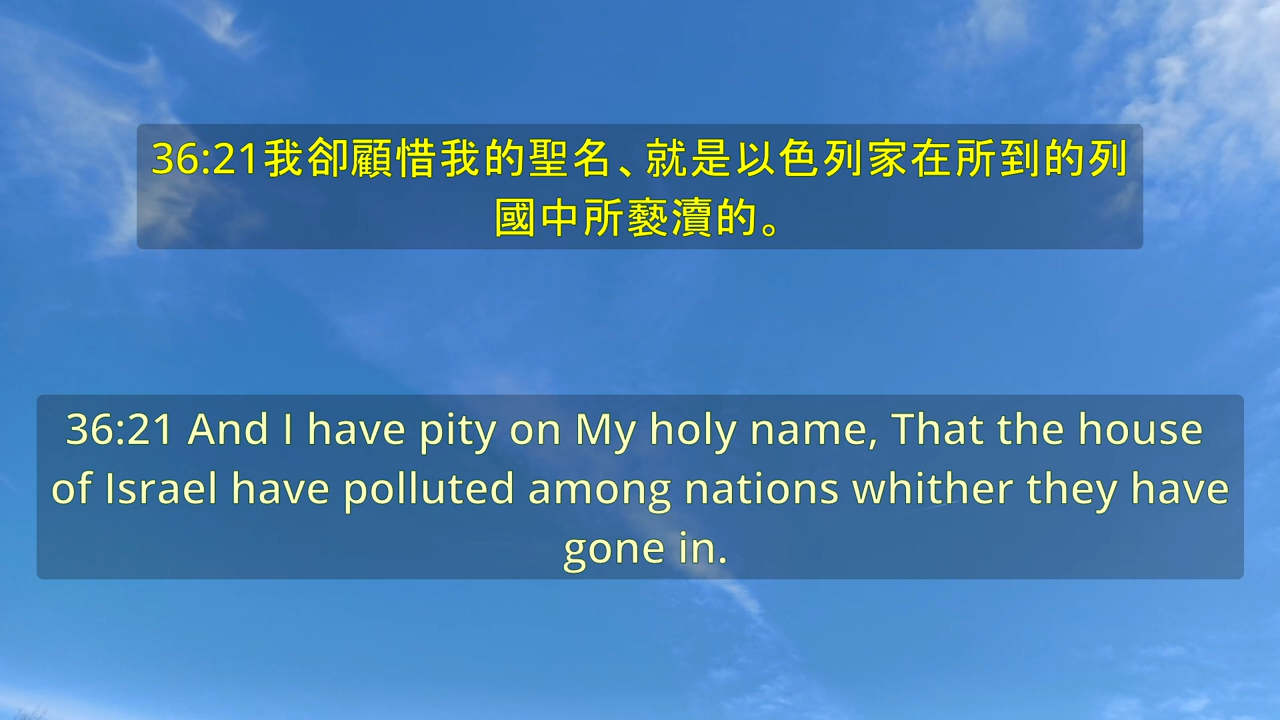 36:21我卻顧惜我的聖名、就是以色列家在所到的列
國中所褻瀆的。
36:21 And I have pity on My holy name, That the house
of Israel have polluted among nations whither they have
gone in.